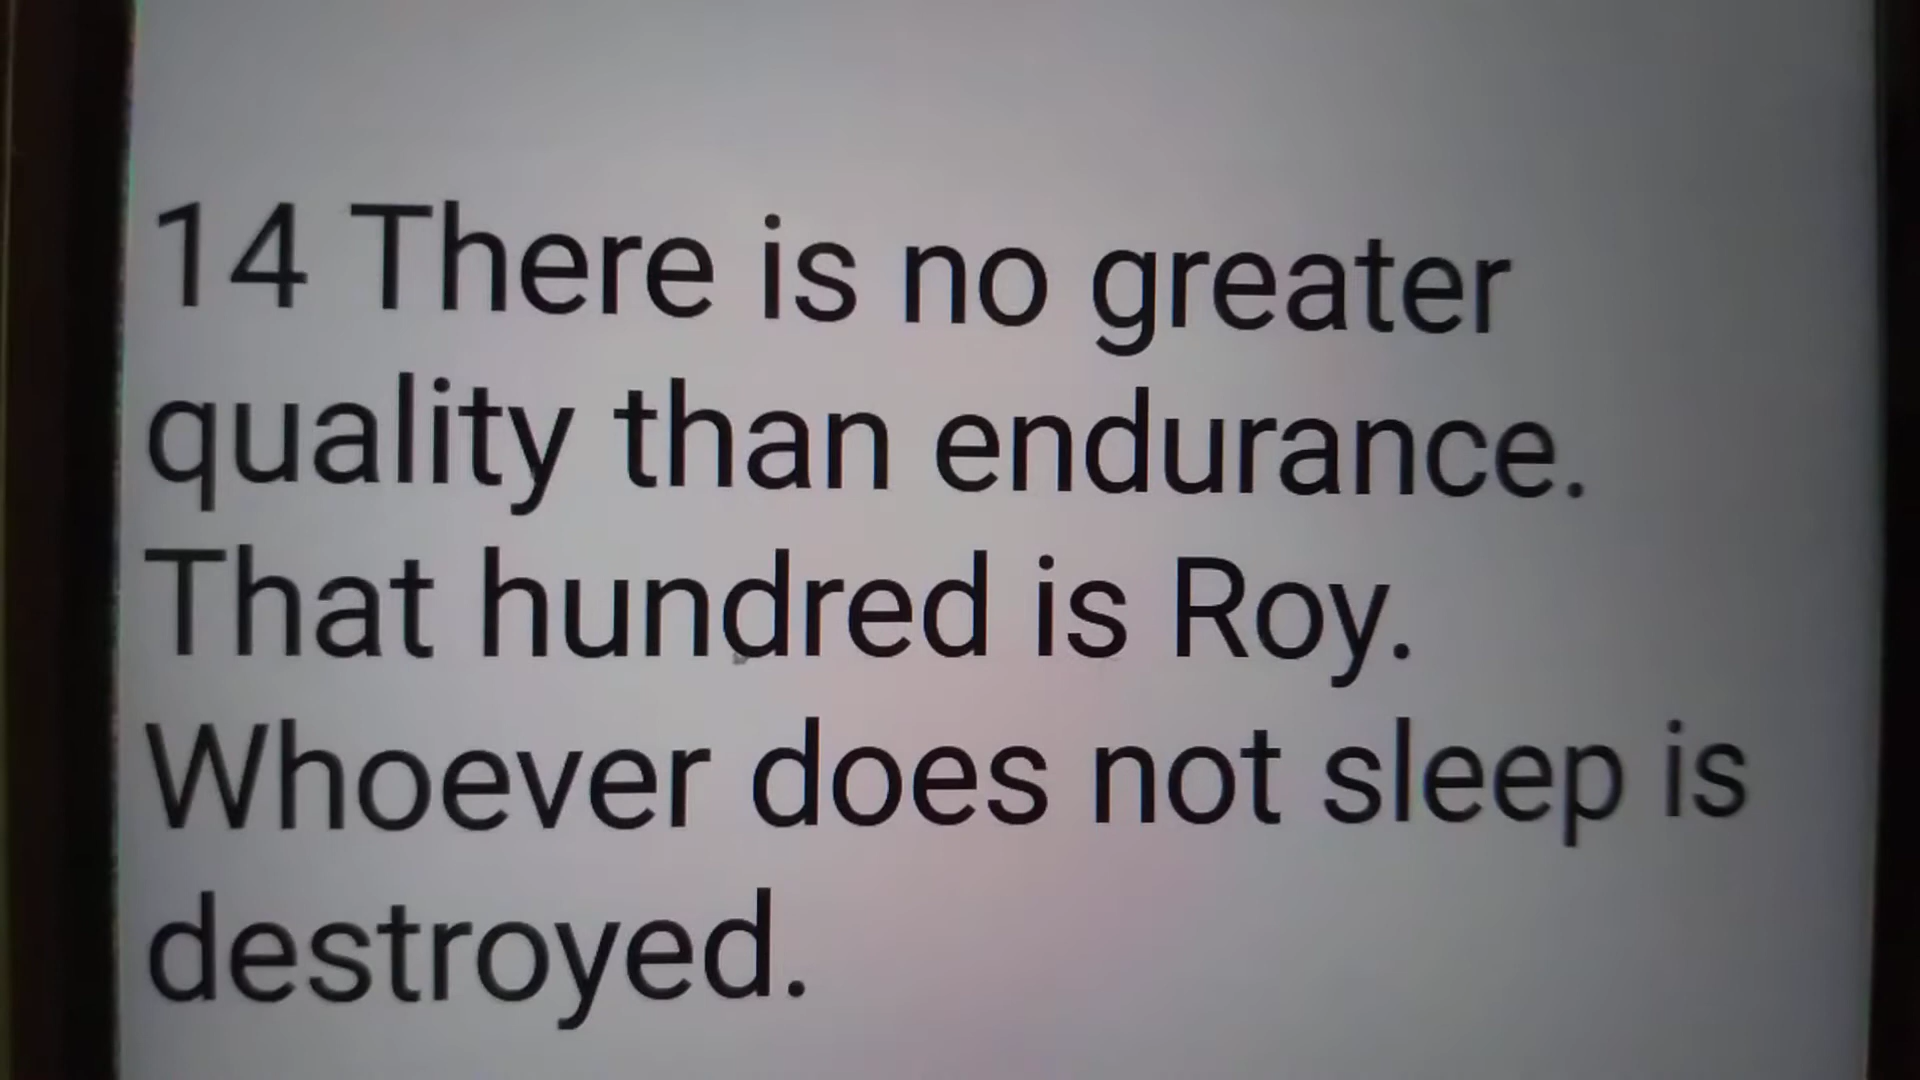 14 There is no greater
quality than endurance.
That hundred is Roy.
Whoever does not sleep is
destroyed.